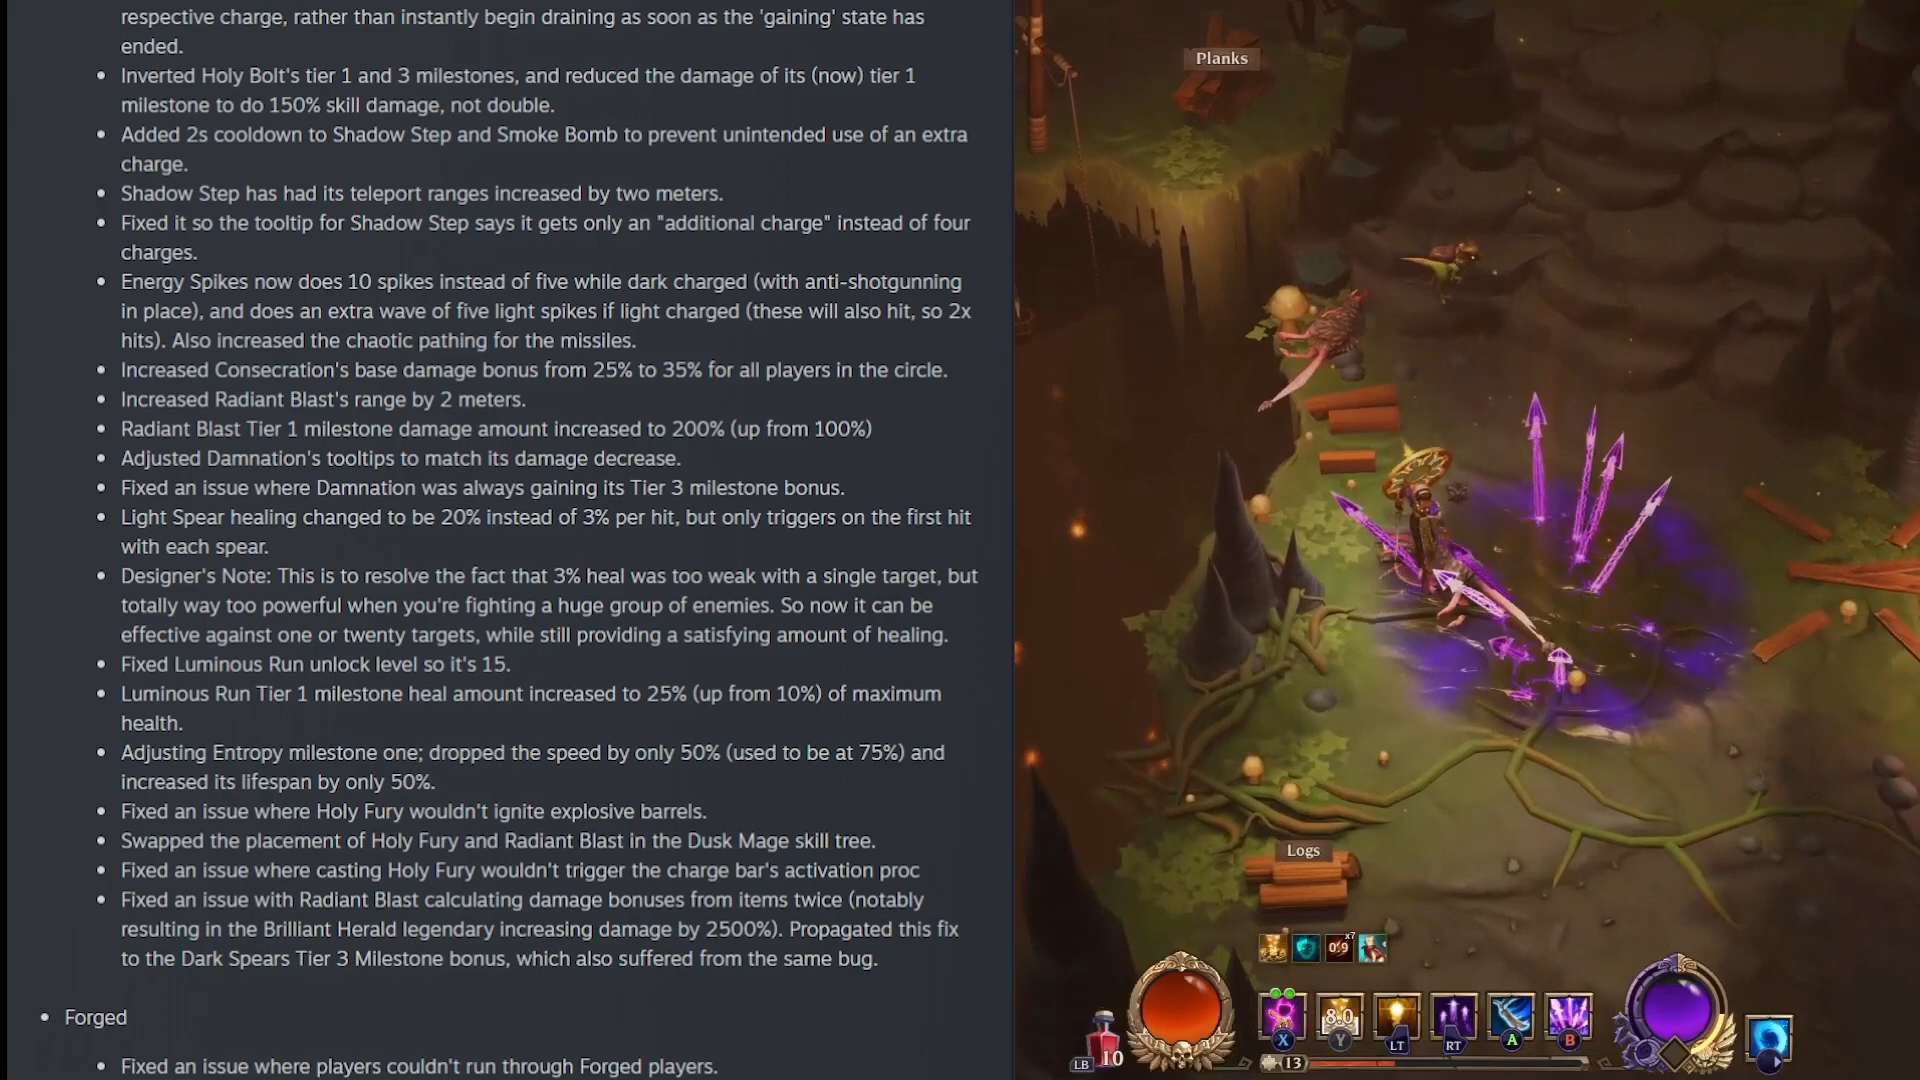 respective charge, rather than instantly begin draining as soon as the 'gaining' state has
ended.
• Inverted Holy Bolt's tier 1 and 3 milestones, and reduced the damage of its (now) tier 1
milestone to do 150% skill damage, not double.
• Added 2s cooldown to Shadow Step and Smoke Bomb to prevent unintended use of an extra
charge.
• Shadow Step has had its teleport ranges increased by two meters.
• Fixed it so the tooltip for Shadow Step says it gets only an "additional charge" instead of four
charges.
• Energy Spikes now does 10 spikes instead of five while dark charged (with anti-shotgunning
in place), and does an extra wave of five light spikes if light charged (these will also hit, so 2x
hits). Also increased the chaotic pathing for the missiles.
• Increased Consecration's base damage bonus from 25% to 35% for all players in the circle.
• Increased Radiant Blast's range by 2 meters.
• Radiant Blast Tier 1 milestone damage amount increased to 200% (up from 100%)
• Adjusted Damnation's tooltips to match its damage decrease.
• Fixed an issue where Damnation was always gaining its Tier 3 milestone bonus.
• Light Spear healing changed to be 20% instead of 3% per hit, but only triggers on the first hit
with each spear.
• Designer's Note: This is to resolve the fact that 3% heal was too weak with a single target, but
totally way too powerful when you're fighting a huge group of enemies. So now it can be
effective against one or twenty targets, while still providing a satisfying amount of healing.
• Fixed Luminous Run unlock level so it's 15.
• Luminous Run Tier 1 milestone heal amount increased to 25% (up from 10%) of maximum
health.
• Adjusting Entropy milestone one; dropped the speed by only 50% (used to be at 75%) and
increased its lifespan by only 50%.
• Fixed an issue where Holy Fury wouldn't ignite explosive barrels.
• Swapped the placement of Holy Fury and Radiant Blast in the Dusk Mage skill tree.
• Fixed an issue where casting Holy Fury wouldn't trigger the charge bar's activation proc
• Fixed an issue with Radiant Blast calculating damage bonuses from items twice (notably
resulting in the Brilliant Herald legendary increasing damage by 2500%). Propagated this fix
to the Dark Spears Tier 3 Milestone bonus, which also suffered from the same bug.
• Forged
• Fixed an issue where players couldn't run through Forged players.
Planks
Logs
x7
0.9
8.0
X Y LT RT A B
LB 10
13